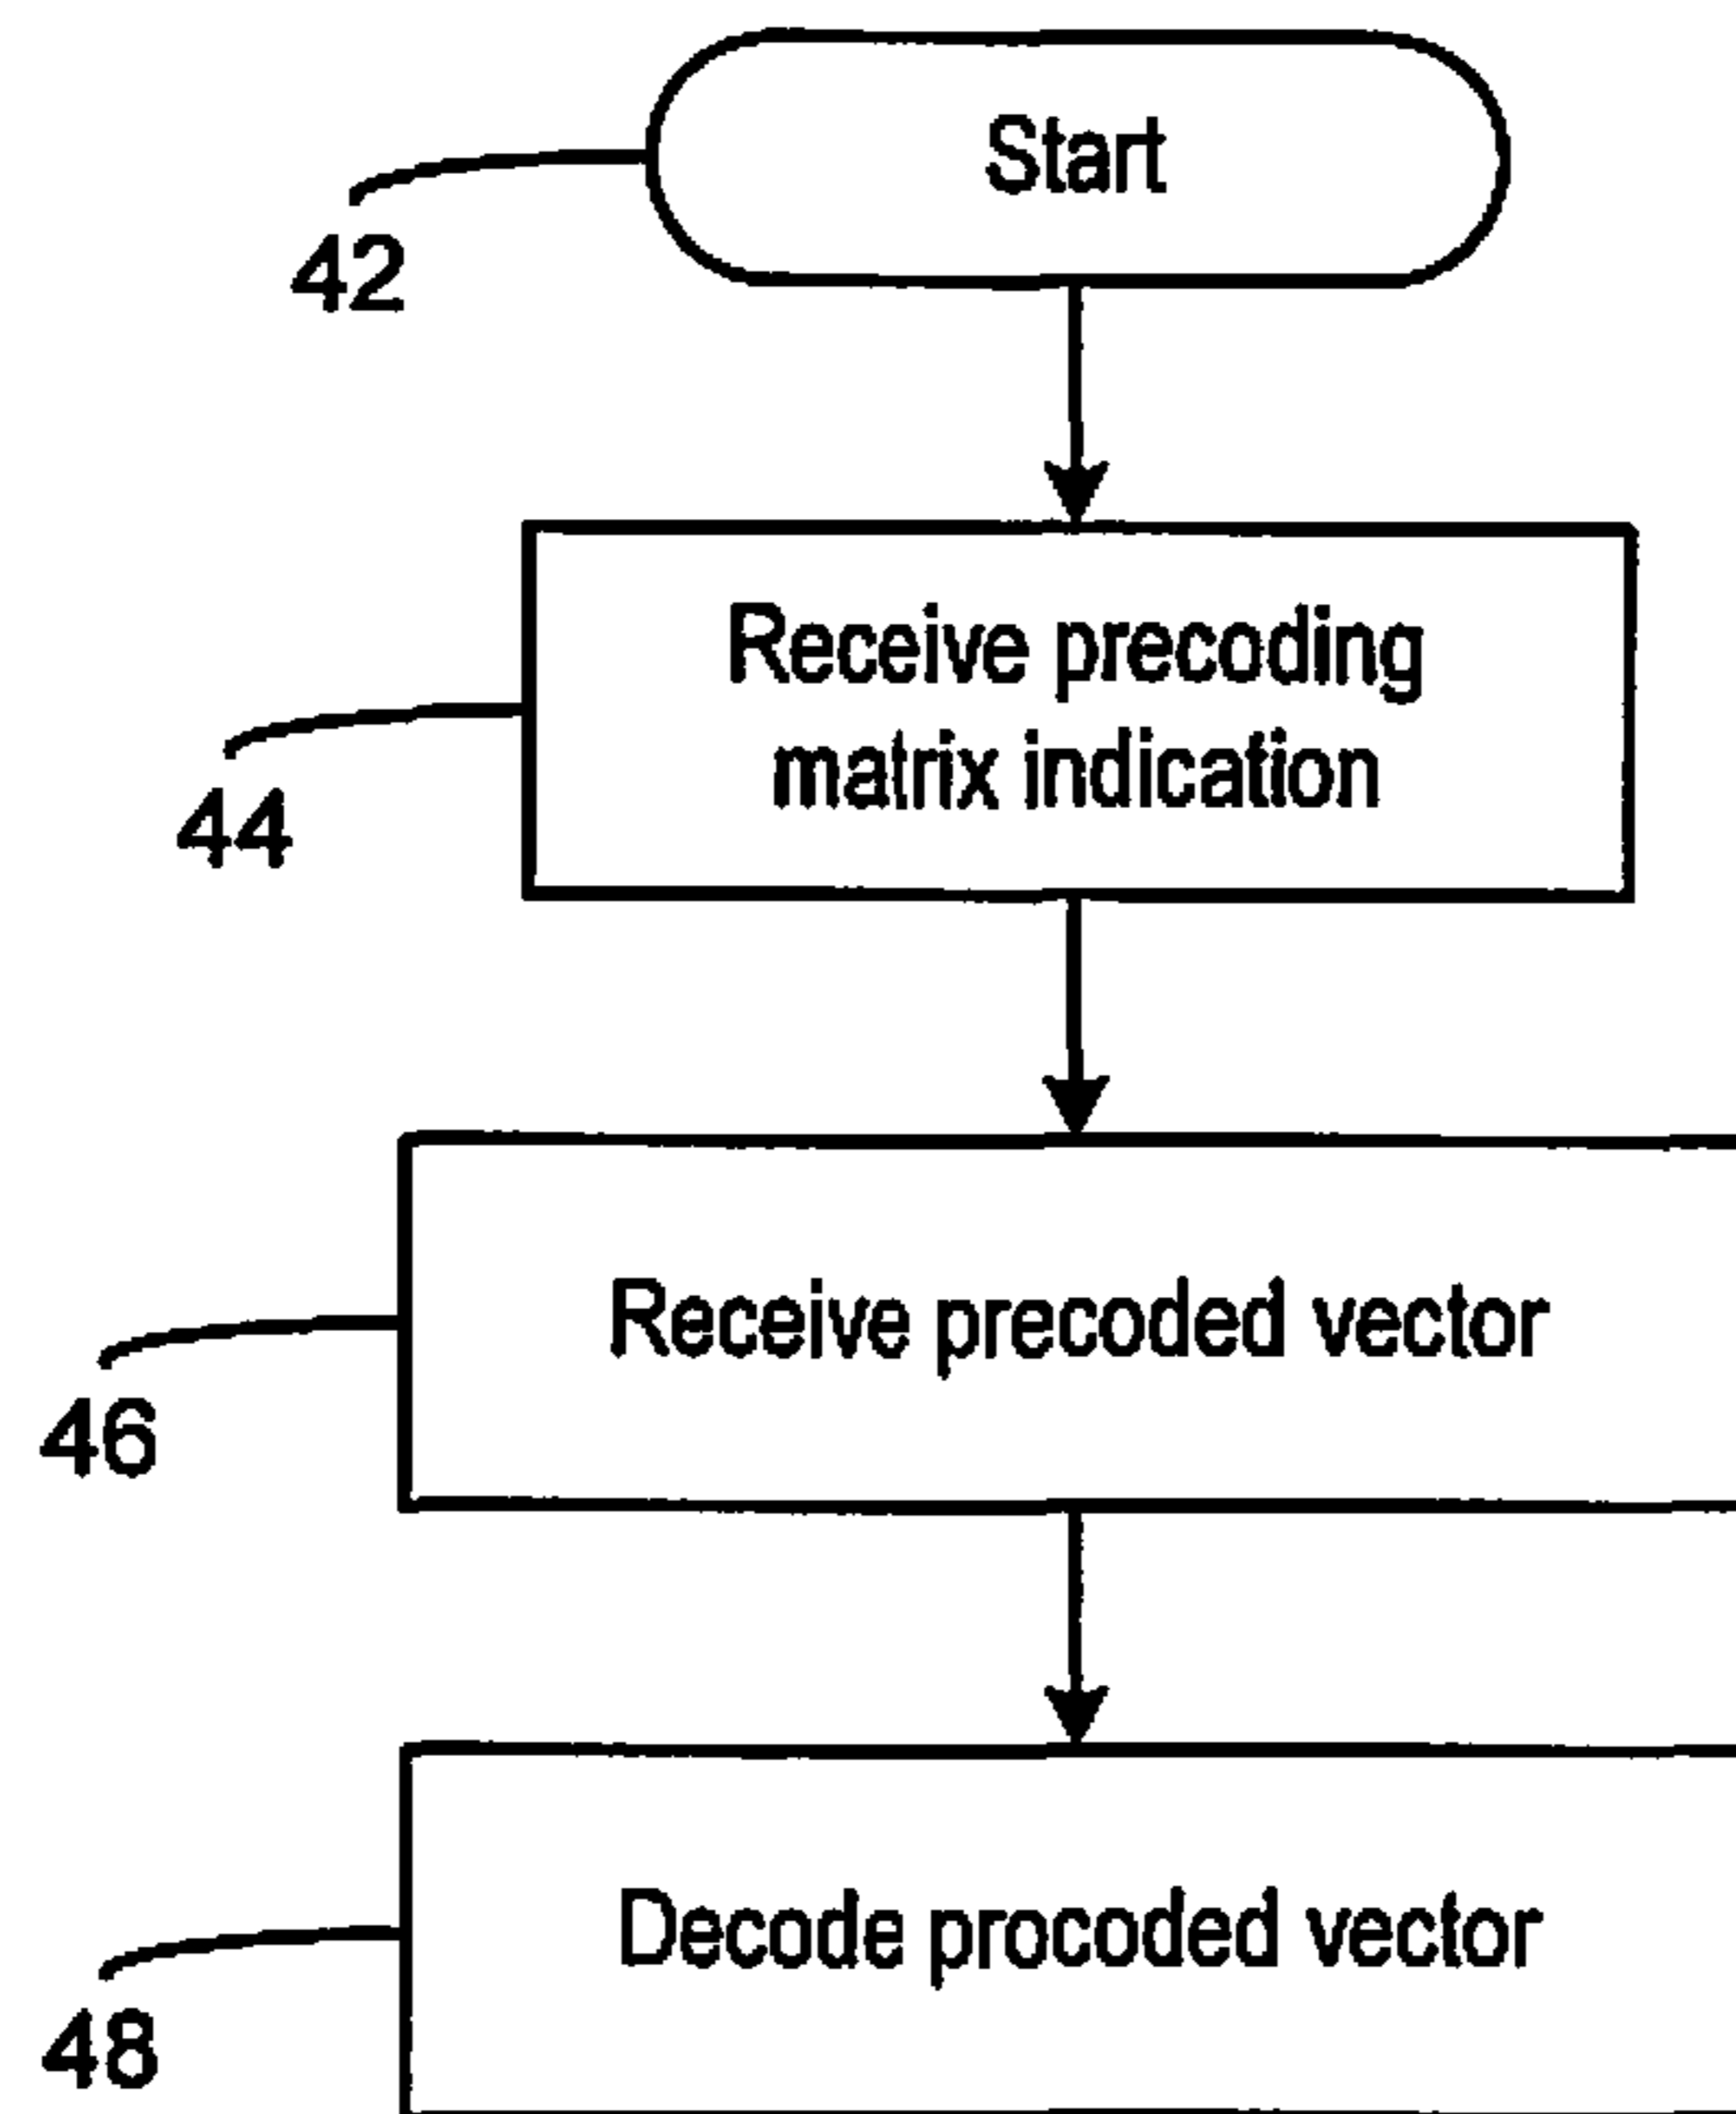 Start
42
Receive precoding
matrix indication
44
Receive precoded vector
46
Decode procoded vector
48